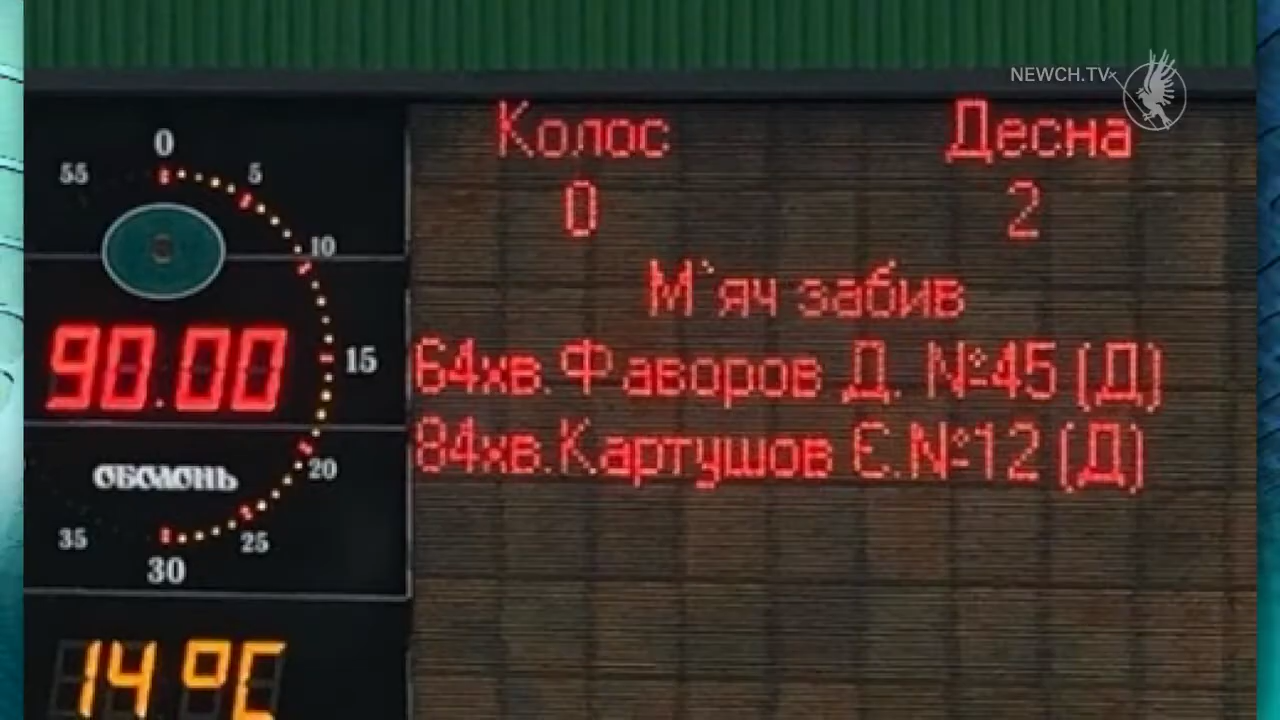 NEWCH.TV
Колос Десна
0 2
М`яч забив
64хв.Фаворов Д. №45 (Д)
84хв.Картушов Є.№12 (Д)
0
55 5
10
90.00
15
ОБОЛОНЬ
20
35 25
30
14°C